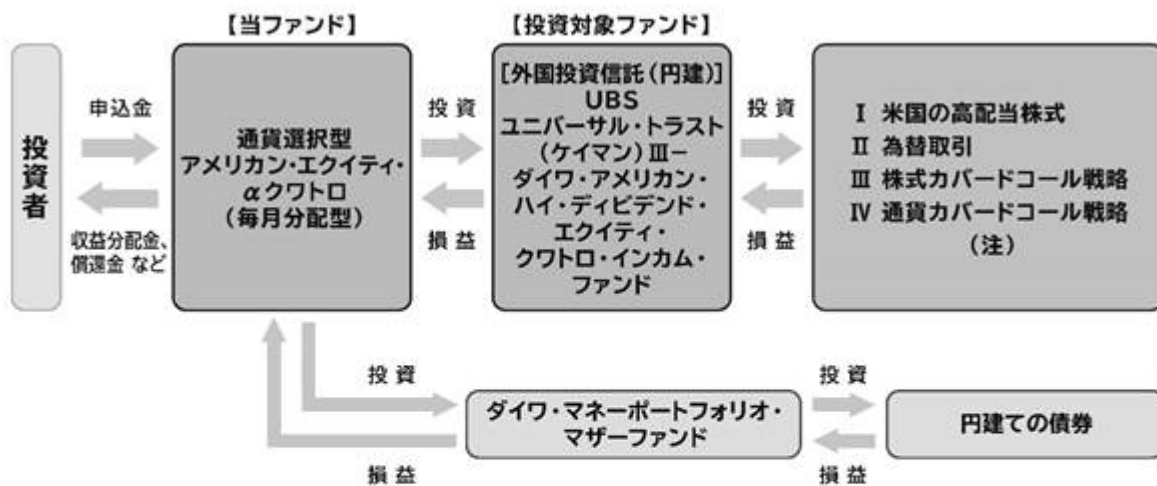 【当ファンド】
【投資対象ファンド】
投資者
申込金
収益分配金、
償還金 など
通貨選択型
アメリカン・エクイティ・
αクワトロ
(毎月分配型)
投 資
損 益
[外国投資信託(円建)]
UBS
ユニバーサル・トラスト
(ケイマン)Ⅲ−
ダイワ・アメリカン・
ハイ・ディビデンド・
エクイティ・
クワトロ・インカム・
ファンド
投 資
損 益
Ⅰ 米国の高配当株式
Ⅱ 為替取引
Ⅲ 株式カバードコール戦略
Ⅳ 通貨カバードコール戦略
(注)
投 資
損 益
ダイワ・マネーポートフォリオ・
マザーファンド
投 資
損 益
円建ての債券